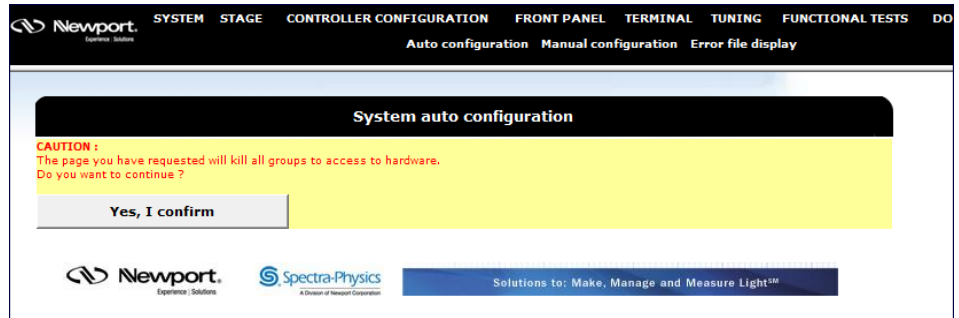 Newport.
Experience | Solutions
SYSTEM STAGE CONTROLLER CONFIGURATION FRONT PANEL TERMINAL TUNING FUNCTIONAL TESTS DO
Auto configuration Manual configuration Error file display
System auto configuration
CAUTION :
The page you have requested will kill all groups to access to hardware.
Do you want to continue ?
Yes, I confirm
Newport.
Experience | Solutions
Spectra-Physics
A Division of Newport Corporation
Solutions to: Make, Manage and Measure Light℠